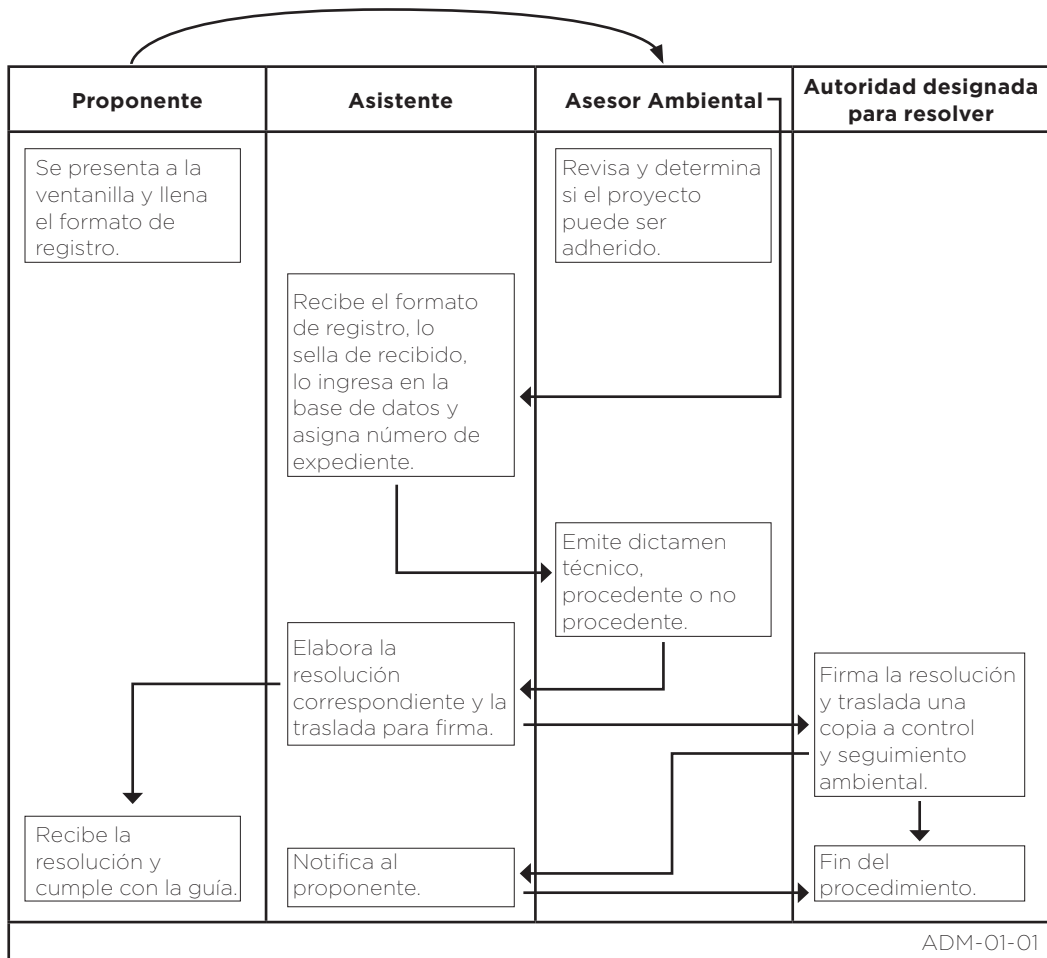 Proponente
Asistente
Asesor Ambiental
Autoridad designada
para resolver
Se presenta a la
ventanilla y llena
el formato de
registro.
Revisa y determina
si el proyecto
puede ser
adherido.
Recibe el formato
de registro, lo
sella de recibido,
lo ingresa en la
base de datos y
asigna número de
expediente.
Emite dictamen
técnico,
procedente o no
procedente.
Elabora la
resolución
correspondiente y la
traslada para firma.
Firma la resolución
y traslada una
copia a control
y seguimiento
ambiental.
Recibe la
resolución y
cumple con la guía.
Notifica al
proponente.
Fin del
procedimiento.
ADM-01-01